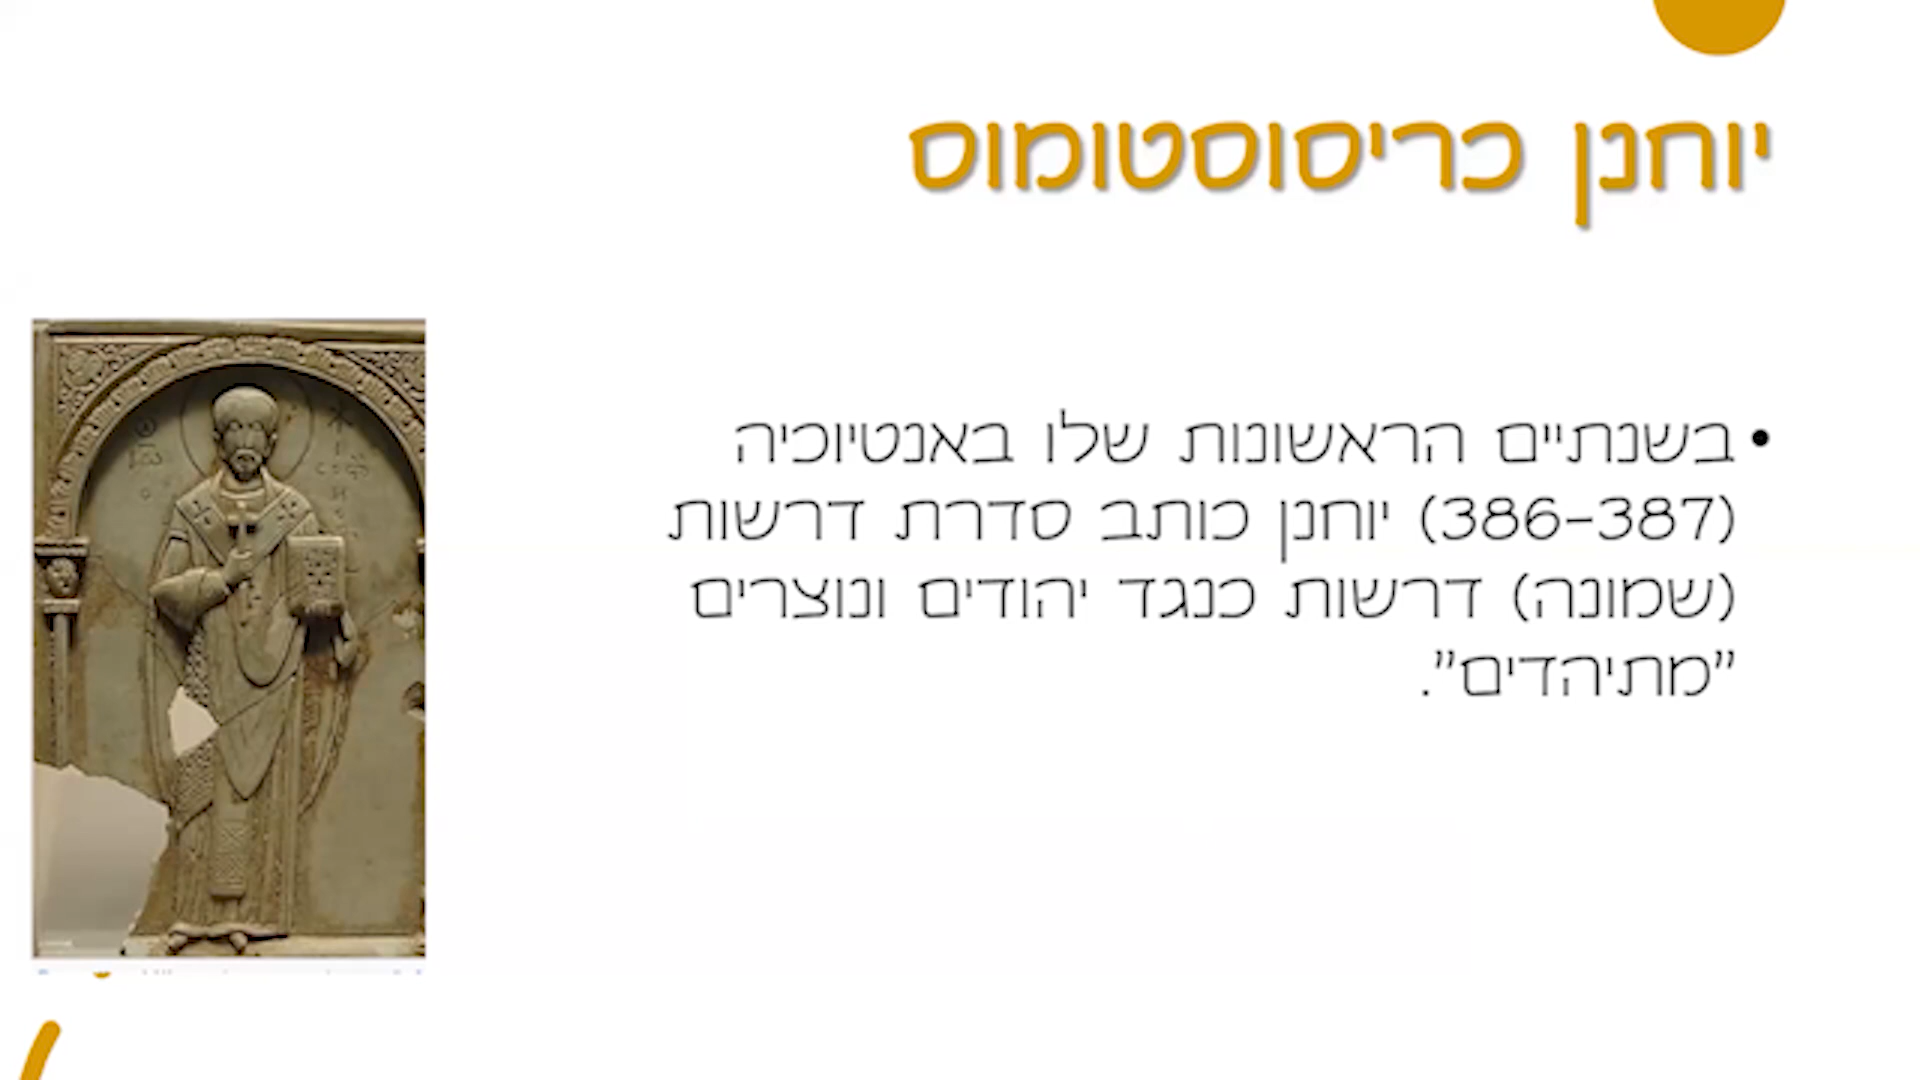 יוחנן כריסוסטומוס
• בשנתיים הראשונות שלו באנטיוכיה
(386-387) יוחנן כותב סדרת דרשות
(שמונה) דרשות כנגד יהודים ונוצרים
"מתיהדים".